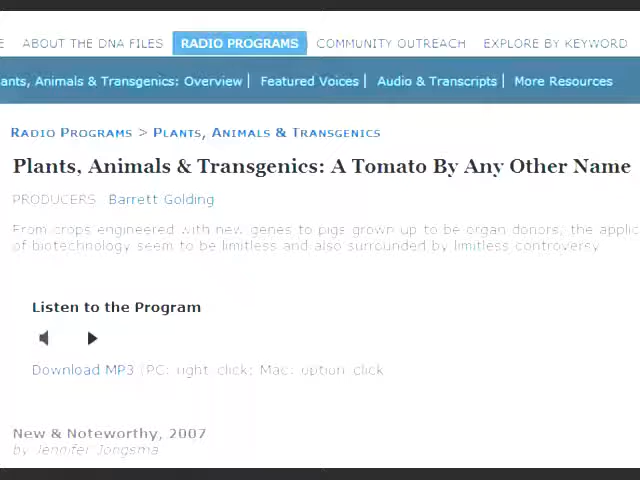 E ABOUT THE DNA FILES RADIO PROGRAMS COMMUNITY OUTREACH EXPLORE BY KEYWORD
ants, Animals & Transgenics: Overview | Featured Voices | Audio & Transcripts | More Resources
RADIO PROGRAMS > PLANTS, ANIMALS & TRANSGENICS
Plants, Animals & Transgenics: A Tomato By Any Other Name
PRODUCERS Barrett Golding
From crops engineered with new genes to pigs grown up to be organ donors, the applic
of biotechnology seem to be limitless and also surrounded by limitless controversy
Listen to the Program
Download MP3 (PC: right click; Mac: option click
New & Noteworthy, 2007
by Jennifer Jongsma